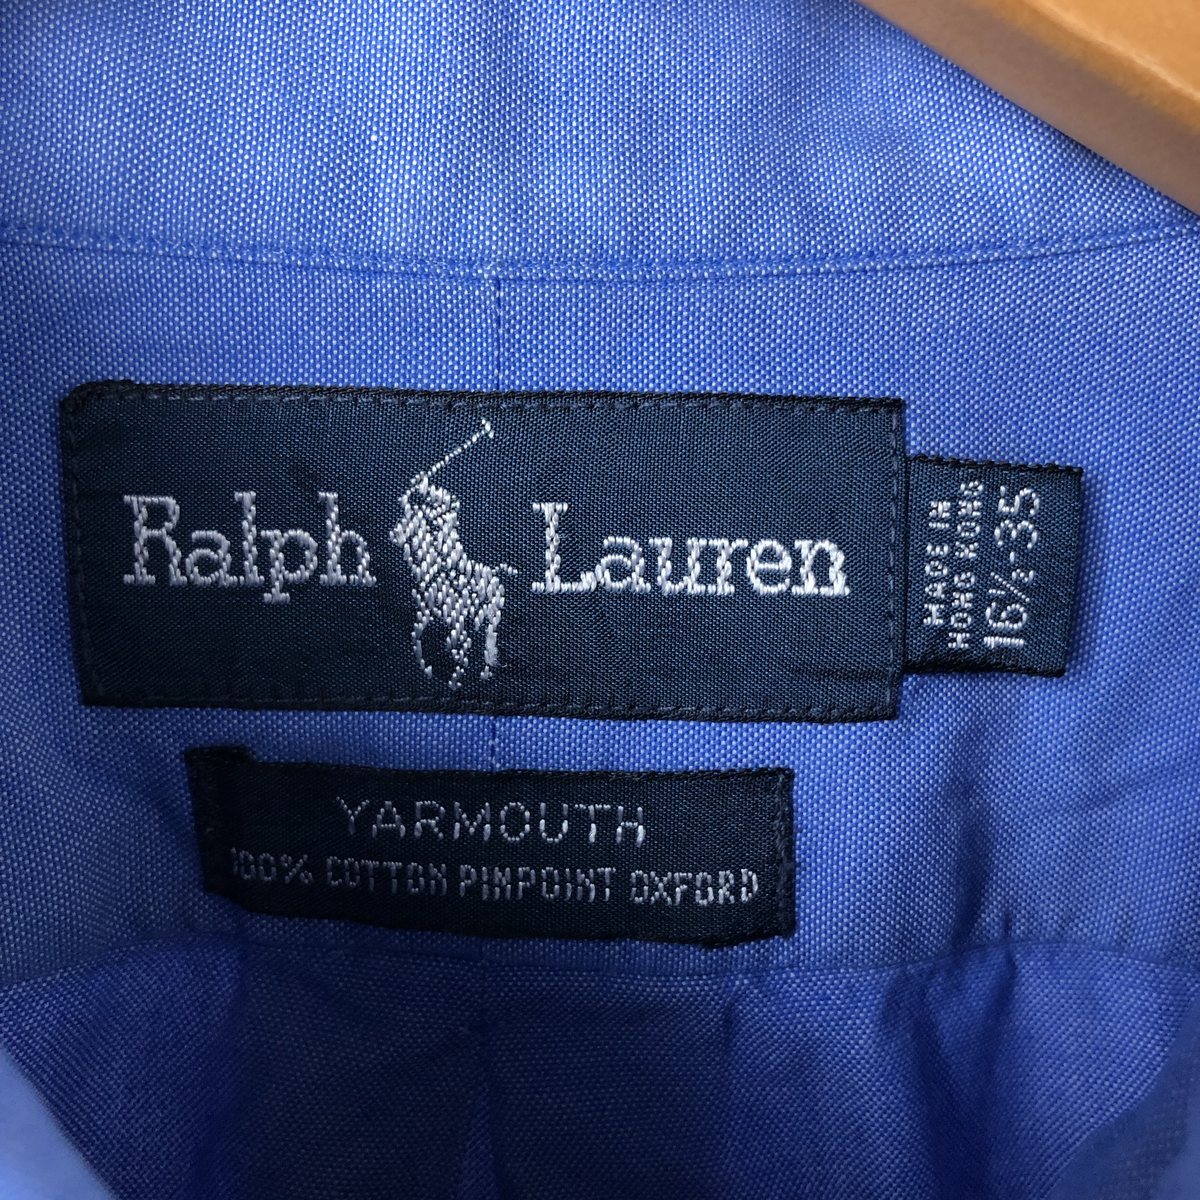 Ralph Lauren
MADE IN
HONG KONG
16½-35
YARMOUTH
100% COTTON PINPOINT OXFORD